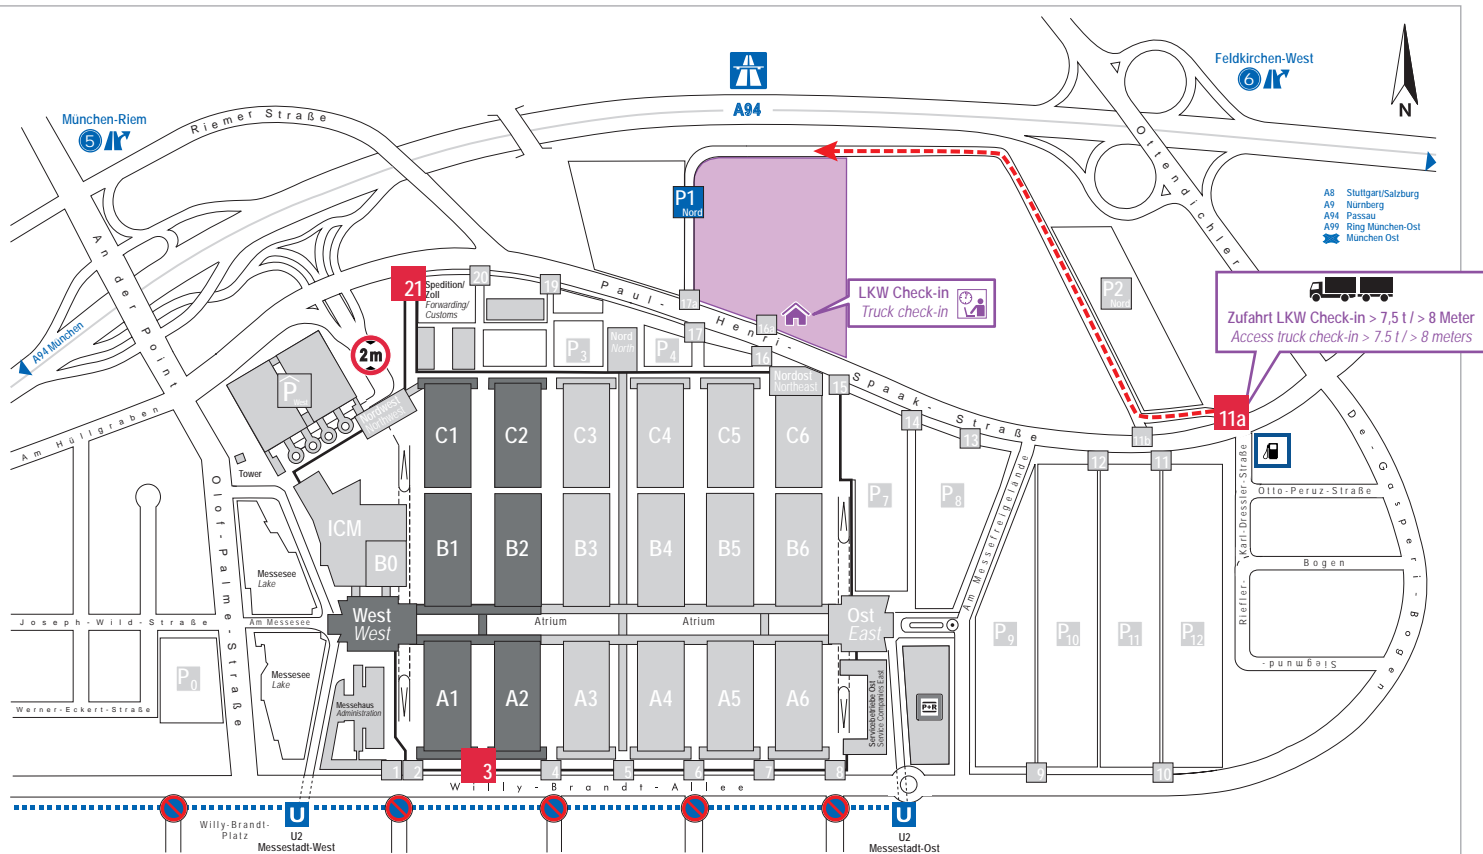 Feldkirchen-West
6
A94
N
München-Riem
5
Riemer Straße
Ottendichler
A8 Stuttgart/Salzburg
A9 Nürnberg
A94 Passau
A99 Ring München-Ost
München Ost
P1
Nord
An der Point
21
Spedition/
Zoll
Forwarding/
Customs
20
19
Paul-Henri-Spaak-Straße
17a
LKW Check-in
Truck check-in
P2
Nord
Zufahrt LKW Check-in > 7,5 t / > 8 Meter
Access truck check-in > 7.5 t / > 8 meters
16a
17
16
A94 München
2m
P3
Nord
North
P4
Nordost
Northeast
15
P
West
Nordwest
Northwest
14
13
11b
11a
De-Gasperi-Bogen
Am Hüllgraben
C1
C2
C3
C4
C5
C6
Tower
12
11
Olof-Palme-Straße
Am Messefreigelände
Riefler-
Karl-Dressler-Straße
Otto-Peruz-Straße
P7
P8
ICM
B0
B1
B2
B3
B4
B5
B6
Bogen
Messesee
Lake
West
West
Atrium
Atrium
Ost
East
Joseph-Wild-Straße
Am Messesee
P9
P10
P11
P12
Siegmund-
P0
Messesee
Lake
A1
A2
A3
A4
A5
A6
Messehaus
Administration
Servicebetriebe Ost
Service Companies East
P+R
Werner-Eckert-Straße
1
2
3
4
5
6
7
8
9
10
Willy-Brandt-Allee
U
U
Willy-Brandt-
Platz
U2
Messestadt-West
U2
Messestadt-Ost